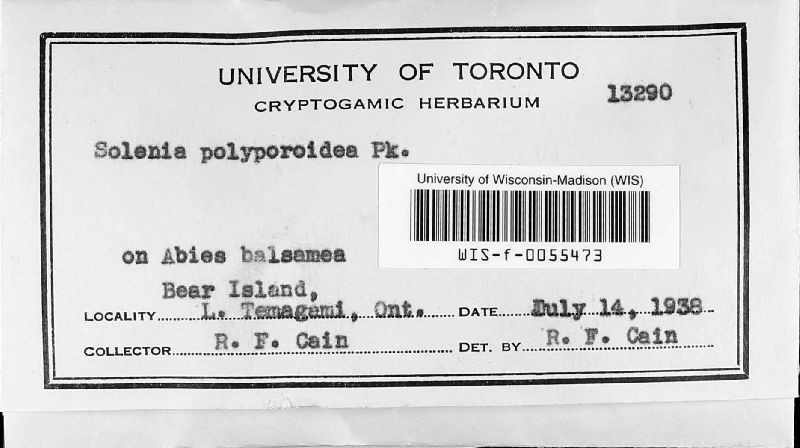 UNIVERSITY OF TORONTO
CRYPTOGAMIC HERBARIUM
13290
Solenia polyporoidea Pk.
University of Wisconsin-Madison (WIS)
WIS-f-0055473
on Abies balsamea
Bear Island,
LOCALITY L. Temagami, Ont. DATE July 14, 1938
COLLECTOR R. F. Cain DET. BY R. F. Cain